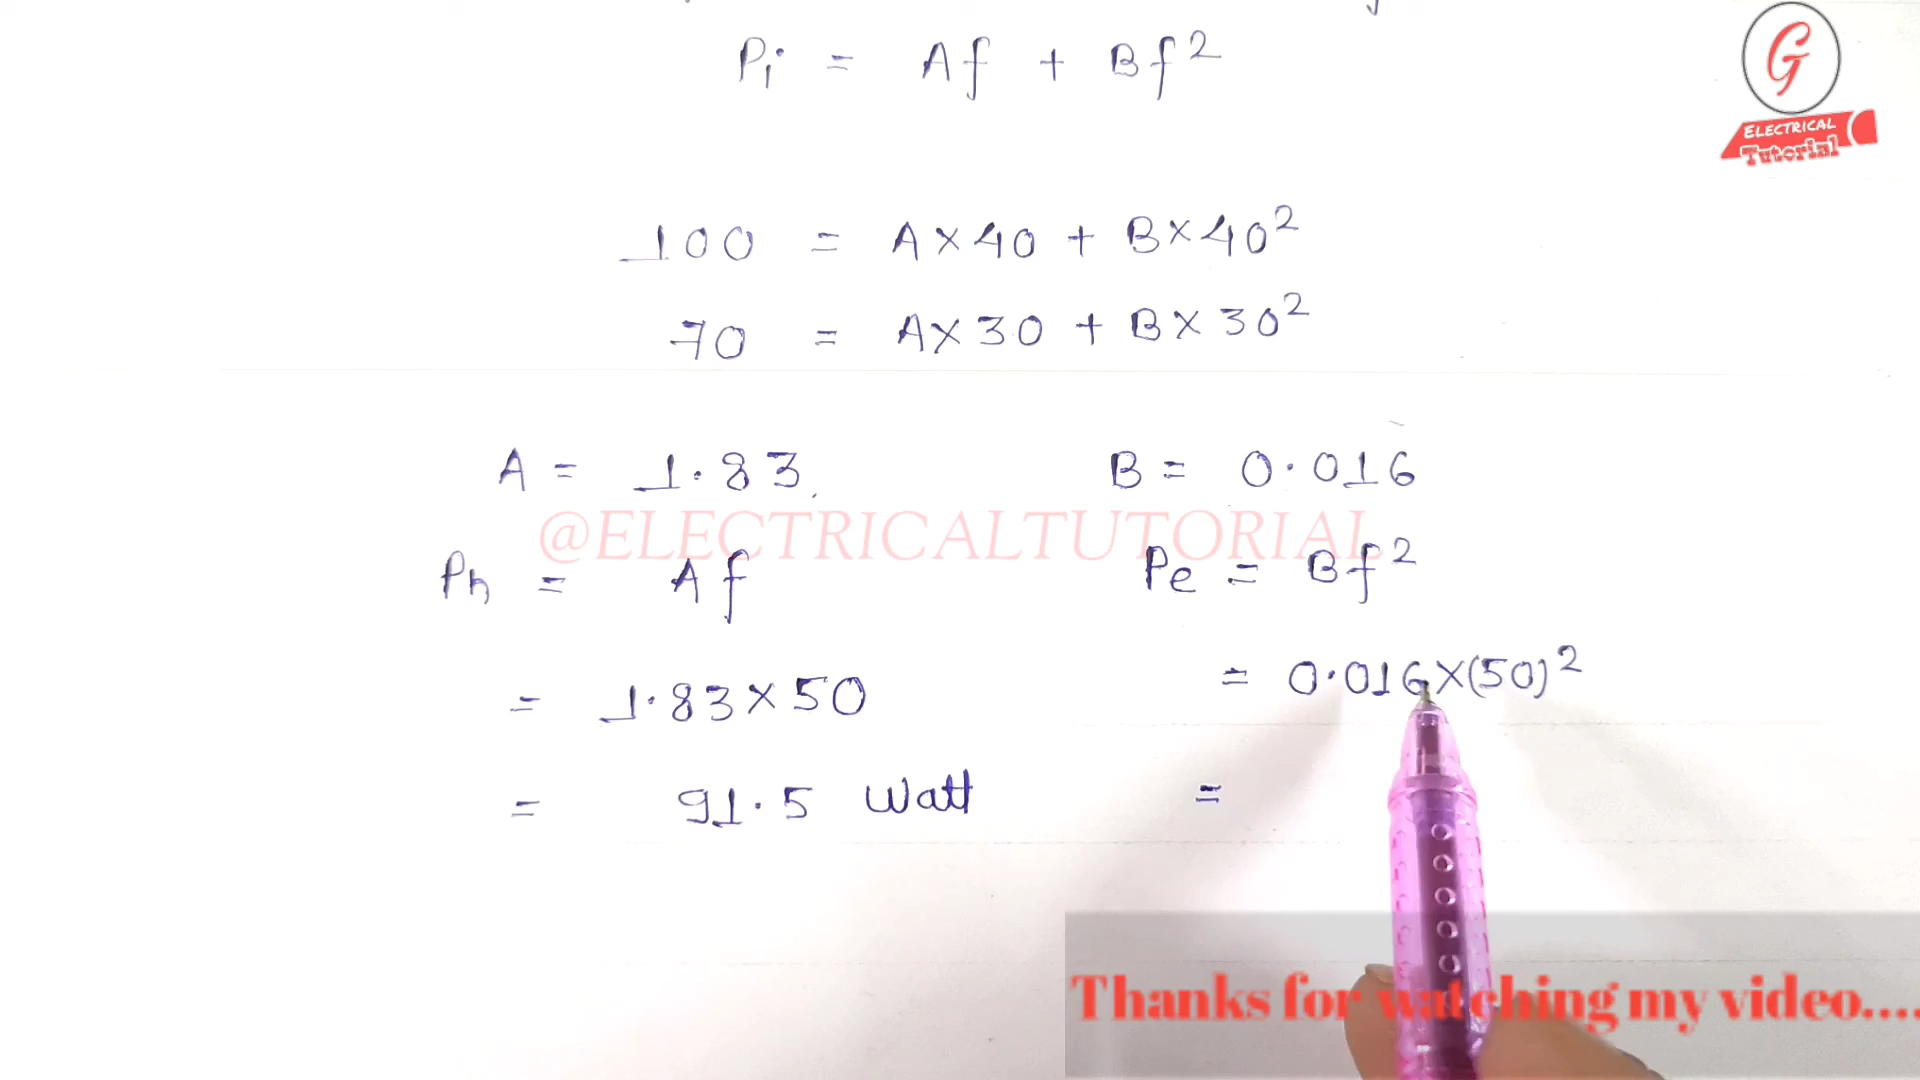 Pi = Af + Bf²
G
ELECTRICAL
Tutorial
100 = A×40 + B×40²
70 = A×30 + B×30²
A = 1.83 B = 0.016
@ELECTRICALTUTORIAL
Ph = Af Pe = Bf²
= 1.83×50 = 0.016×(50)²
= 91.5 Watt =
Thanks for watching my video....